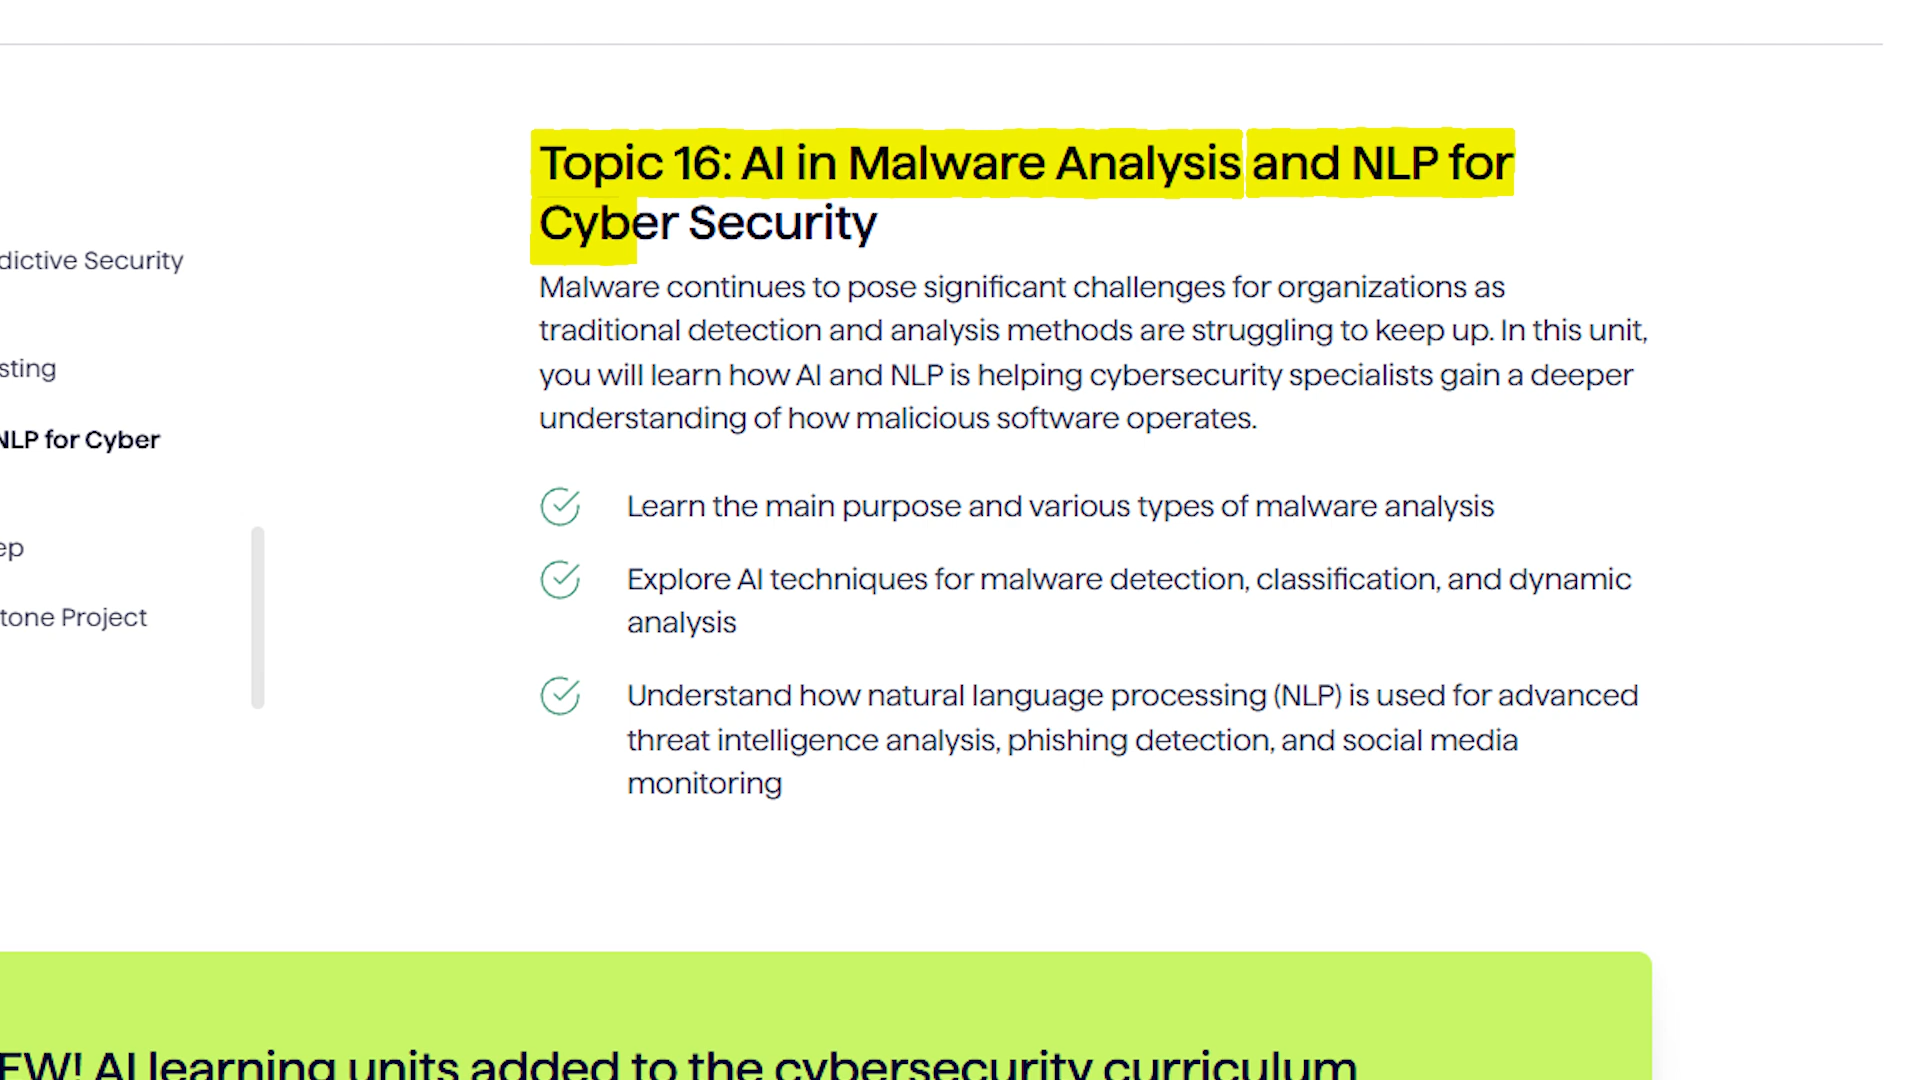 Topic 16: AI in Malware Analysis and NLP for
Cyber Security
Malware continues to pose significant challenges for organizations as
traditional detection and analysis methods are struggling to keep up. In this unit,
you will learn how AI and NLP is helping cybersecurity specialists gain a deeper
understanding of how malicious software operates.
Learn the main purpose and various types of malware analysis
Explore AI techniques for malware detection, classification, and dynamic
analysis
Understand how natural language processing (NLP) is used for advanced
threat intelligence analysis, phishing detection, and social media
monitoring
dictive Security
sting
NLP for Cyber
ep
tone Project
EW! AI learning units added to the cybersecurity curriculum